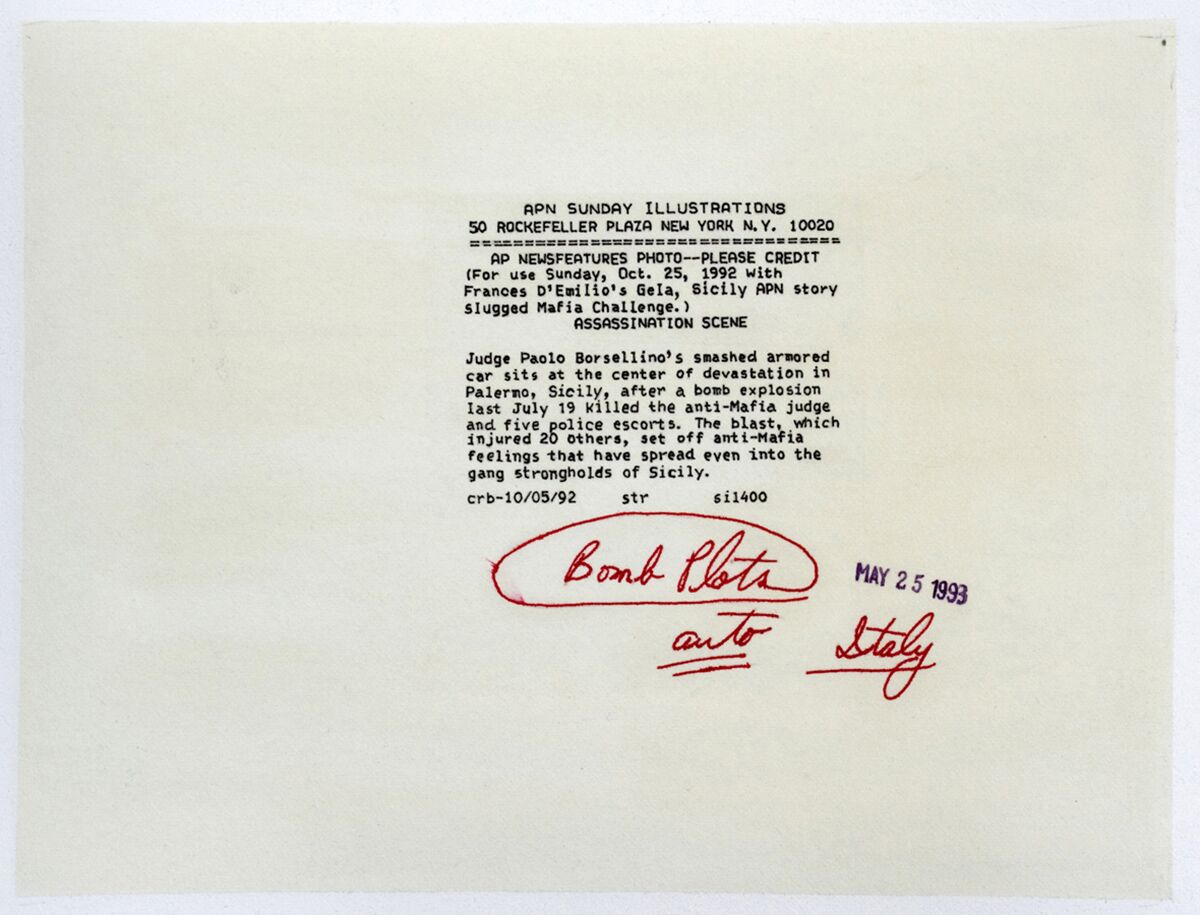 APN SUNDAY ILLUSTRATIONS
50 ROCKEFELLER PLAZA NEW YORK N.Y. 10020
========================================
AP NEWSFEATURES PHOTO--PLEASE CREDIT
(For use Sunday, Oct. 25, 1992 with
Frances D'Emilio's Gela, Sicily APN story
slugged Mafia Challenge.)
ASSASSINATION SCENE
Judge Paolo Borsellino's smashed armored
car sits at the center of devastation in
Palermo, Sicily, after a bomb explosion
last July 19 killed the anti-Mafia judge
and five police escorts. The blast, which
injured 20 others, set off anti-Mafia
feelings that have spread even into the
gang strongholds of Sicily.
crb-10/05/92 str sil400
Bomb Plots
MAY 25 1993
auto Italy